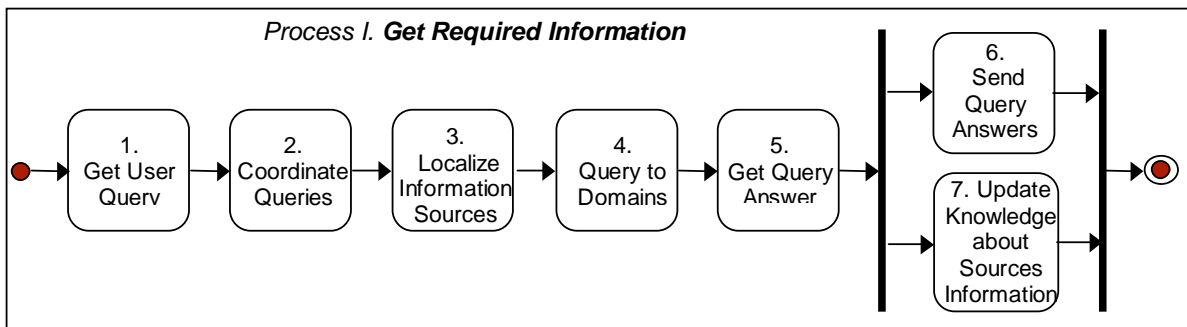 Process I. Get Required Information
1.
Get User
Query
2.
Coordinate
Queries
3.
Localize
Information
Sources
4.
Query to
Domains
5.
Get Query
Answer
6.
Send
Query
Answers
7. Update
Knowledge
about
Sources
Information